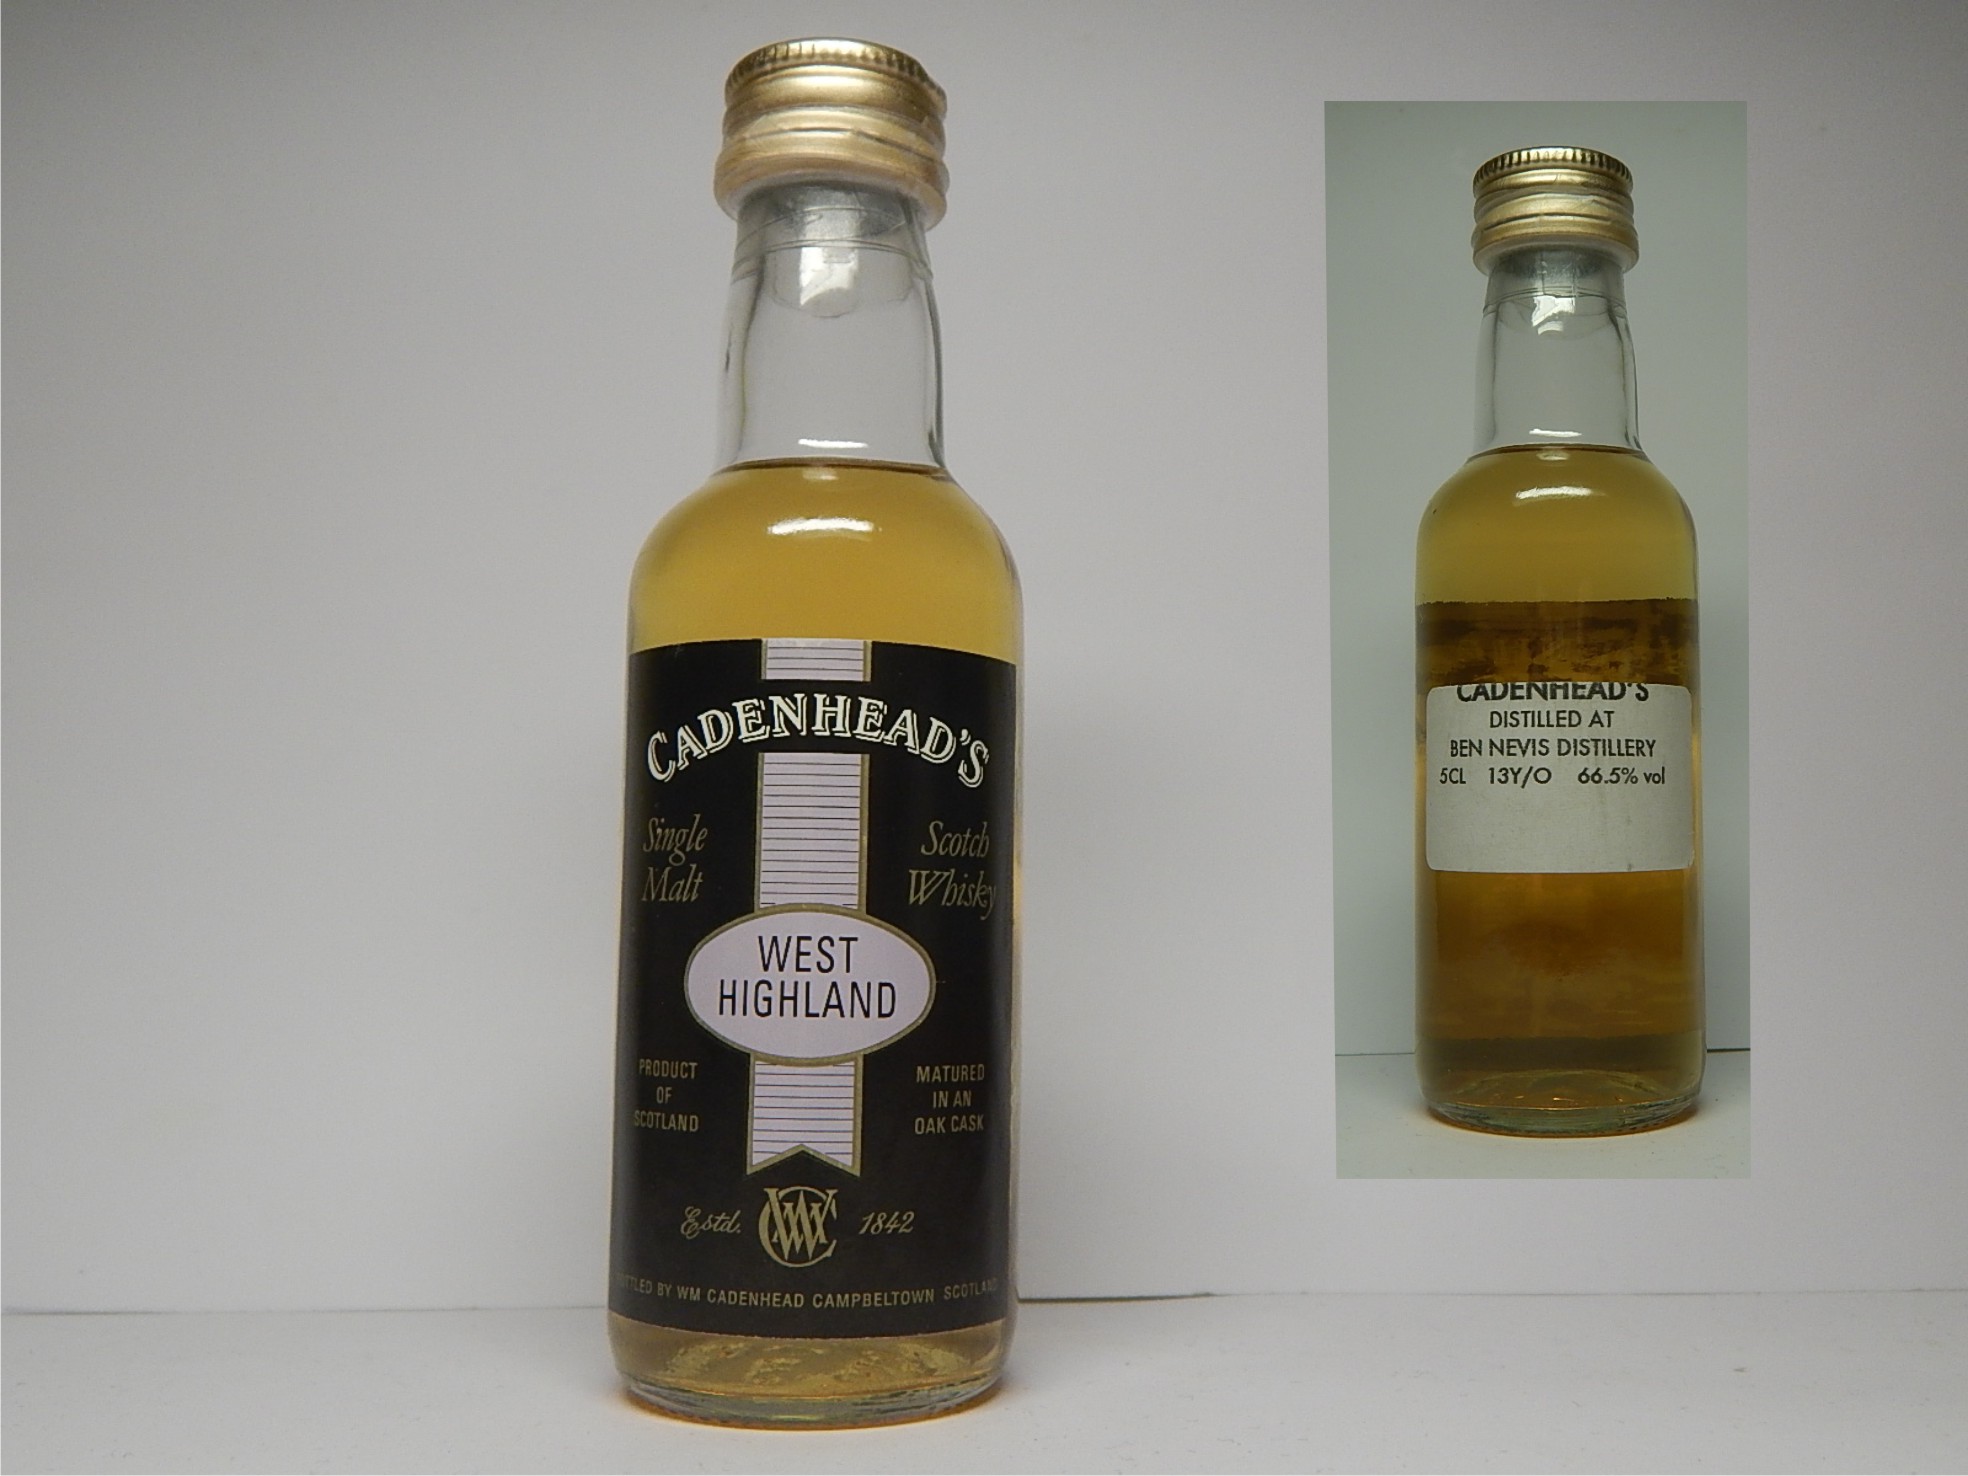 CADENHEAD'S
Single Malt
Scotch Whisky
WEST
HIGHLAND
PRODUCT
OF
SCOTLAND
MATURED
IN AN
OAK CASK
Estd. WC 1842
BOTTLED BY WM CADENHEAD CAMPBELTOWN SCOTLAND
CADENHEAD'S
DISTILLED AT
BEN NEVIS DISTILLERY
5CL 13Y/O 66.5% vol